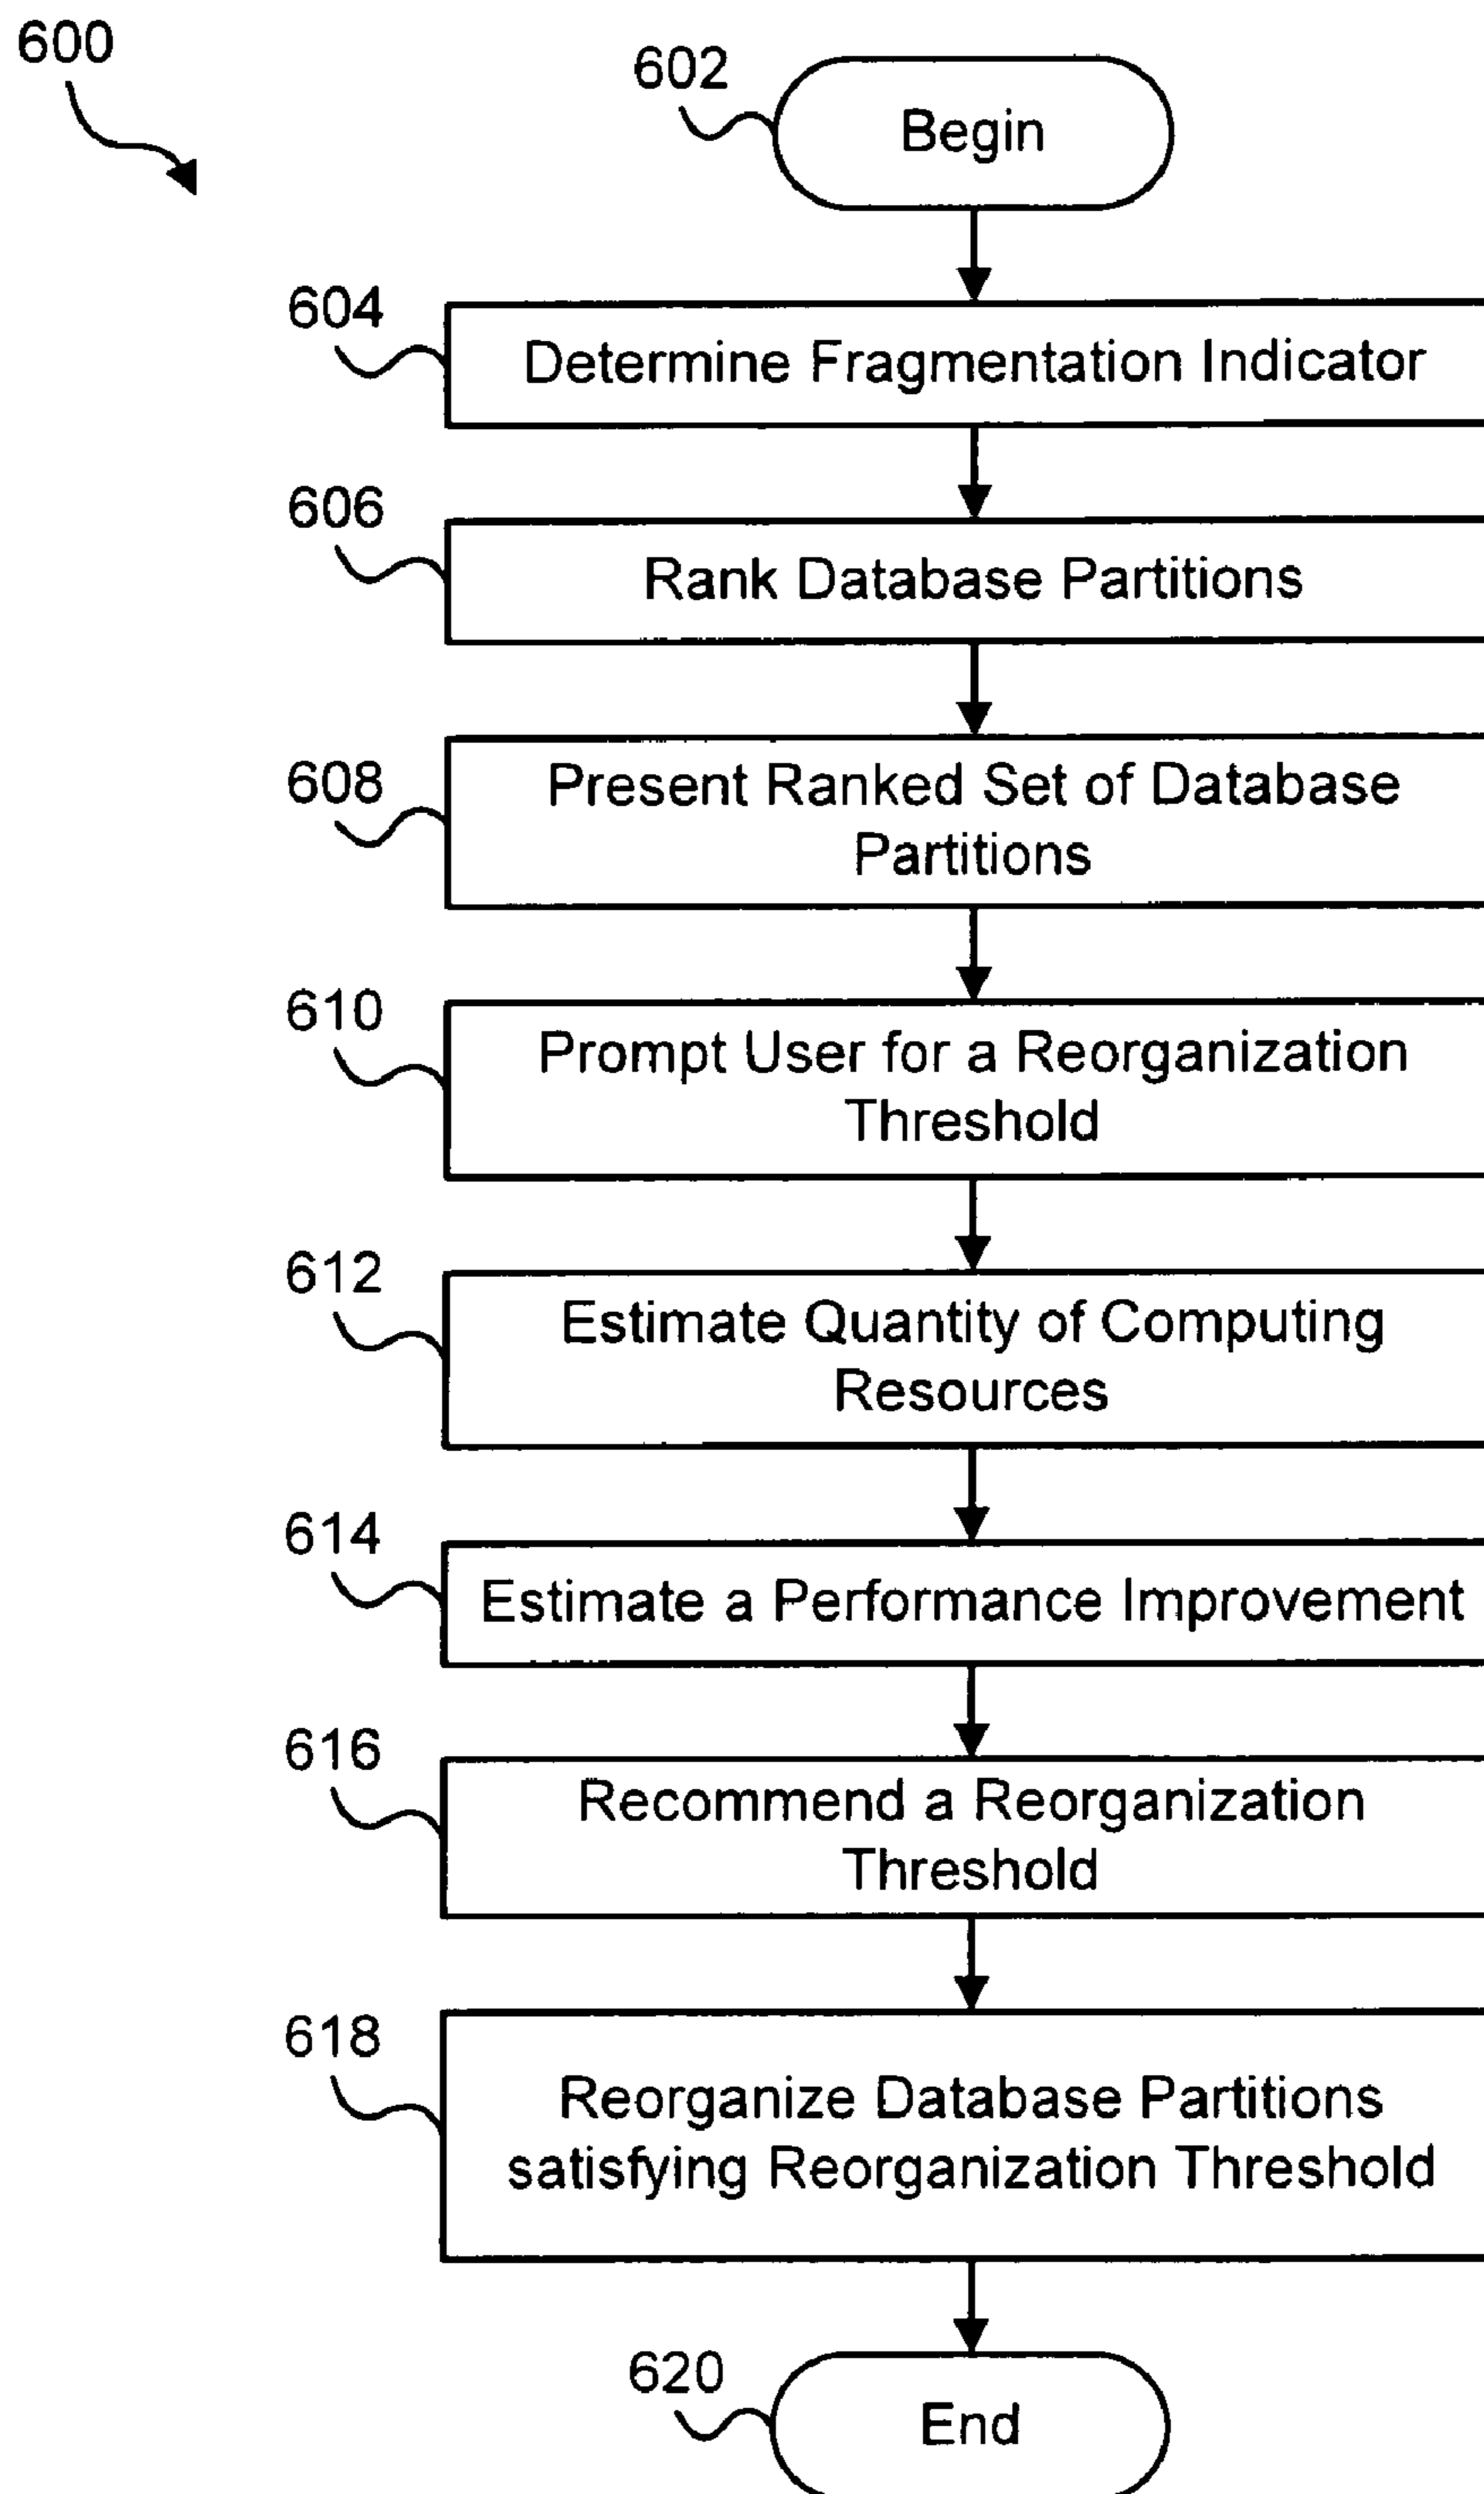 600
602
Begin
604
Determine Fragmentation Indicator
606
Rank Database Partitions
608
Present Ranked Set of Database
Partitions
610
Prompt User for a Reorganization
Threshold
612
Estimate Quantity of Computing
Resources
614
Estimate a Performance Improvement
616
Recommend a Reorganization
Threshold
618
Reorganize Database Partitions
satisfying Reorganization Threshold
620
End